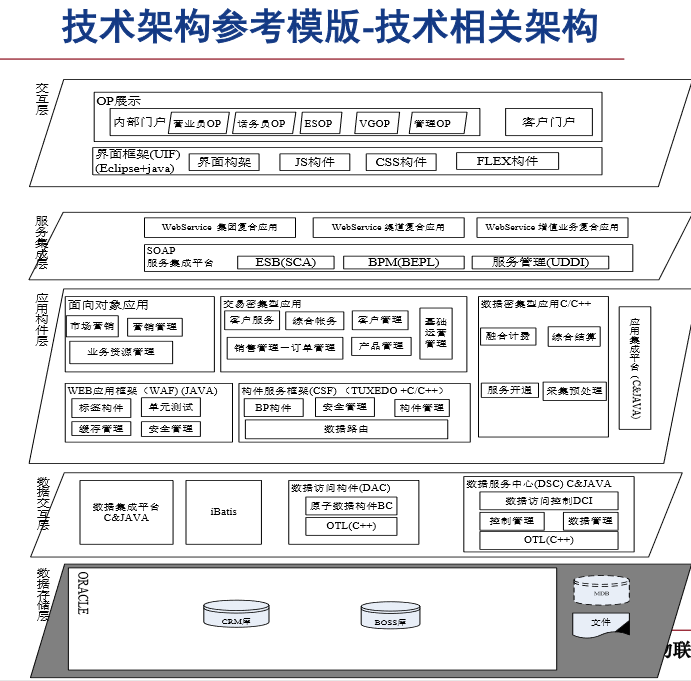 技术架构参考模版-技术相关架构
交互层
OP展示
内部门户
营业员OP
话务员OP
ESOP
VGOP
管理OP
客户门户
界面框架(UIF)
(Eclipse+java)
界面构架
JS构件
CSS构件
FLEX构件
服务集成层
WebService 集团复合应用
WebService 渠道复合应用
WebService 增值业务复合应用
SOAP
服务集成平台
ESB(SCA)
BPM(BEPL)
服务管理(UDDI)
应用构件层
面向对象应用
市场营销
营销管理
业务资源管理
交易密集型应用
客户服务
综合帐务
客户管理
基础
运营
管理
销售管理—订单管理
产品管理
数据密集型应用C/C++
融合计费
综合结算
服务开通
采集预处理
应用集成平台(C&JAVA)
WEB应用框架（WAF) (JAVA)
标签构件
单元测试
缓存管理
安全管理
构件服务框架(CSF) （TUXEDO +C/C++）
BP构件
安全管理
构件管理
数据路由
数据交互层
数据集成平台
C&JAVA
iBatis
数据访问构件(DAC)
原子数据构件BC
OTL(C++)
数据服务中心(DSC) C&JAVA
数据访问控制DCI
控制管理
数据管理
OTL(C++)
数据存储层
ORACLE
CRM库
BOSS库
MDB
文件
联